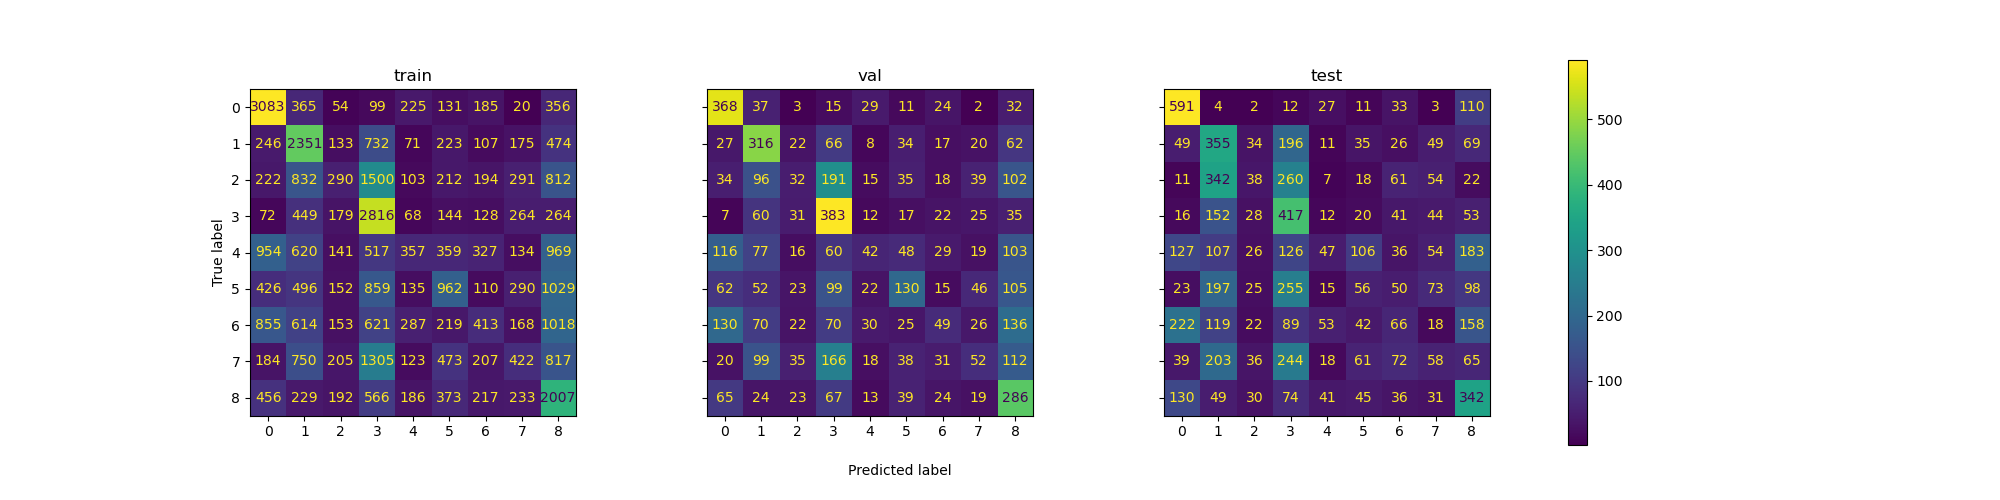 train val test
0 3083 365 54 99 225 131 185 20 356 368 37 3 15 29 11 24 2 32 591 4 2 12 27 11 33 3 110
500
1 246 2351 133 732 71 223 107 175 474 27 316 22 66 8 34 17 20 62 49 355 34 196 11 35 26 49 69
2 222 832 290 1500 103 212 194 291 812 34 96 32 191 15 35 18 39 102 11 342 38 260 7 18 61 54 22
400
3 72 449 179 2816 68 144 128 264 264 7 60 31 383 12 17 22 25 35 16 152 28 417 12 20 41 44 53
True label
4 954 620 141 517 357 359 327 134 969 116 77 16 60 42 48 29 19 103 127 107 26 126 47 106 36 54 183
300
5 426 496 152 859 135 962 110 290 1029 62 52 23 99 22 130 15 46 105 23 197 25 255 15 56 50 73 98
200
6 855 614 153 621 287 219 413 168 1018 130 70 22 70 30 25 49 26 136 222 119 22 89 53 42 66 18 158
7 184 750 205 1305 123 473 207 422 817 20 99 35 166 18 38 31 52 112 39 203 36 244 18 61 72 58 65
100
8 456 229 192 566 186 373 217 233 2007 65 24 23 67 13 39 24 19 286 130 49 30 74 41 45 36 31 342
0 1 2 3 4 5 6 7 8 0 1 2 3 4 5 6 7 8 0 1 2 3 4 5 6 7 8
Predicted label